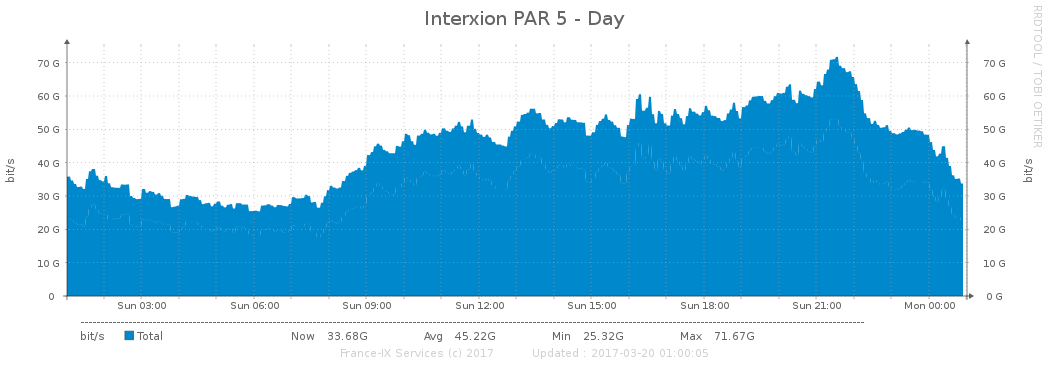 Interxion PAR 5 - Day
RRDTOOL / TOBI OETIKER
bit/s
70 G 70 G
60 G 60 G
50 G 50 G
40 G 40 G
30 G 30 G
20 G 20 G
10 G 10 G
0 0 G
bit/s
Sun 03:00 Sun 06:00 Sun 09:00 Sun 12:00 Sun 15:00 Sun 18:00 Sun 21:00 Mon 00:00
bit/s Total Now 33.68G Avg 45.22G Min 25.32G Max 71.67G
France-IX Services (c) 2017 Updated : 2017-03-20 01:00:05